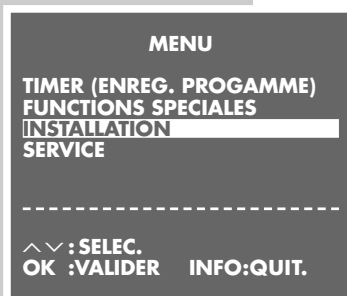 MENU
TIMER (ENREG. PROGAMME)
FUNCTIONS SPECIALES
INSTALLATION
SERVICE
: SELEC.
OK :VALIDER INFO:QUIT.